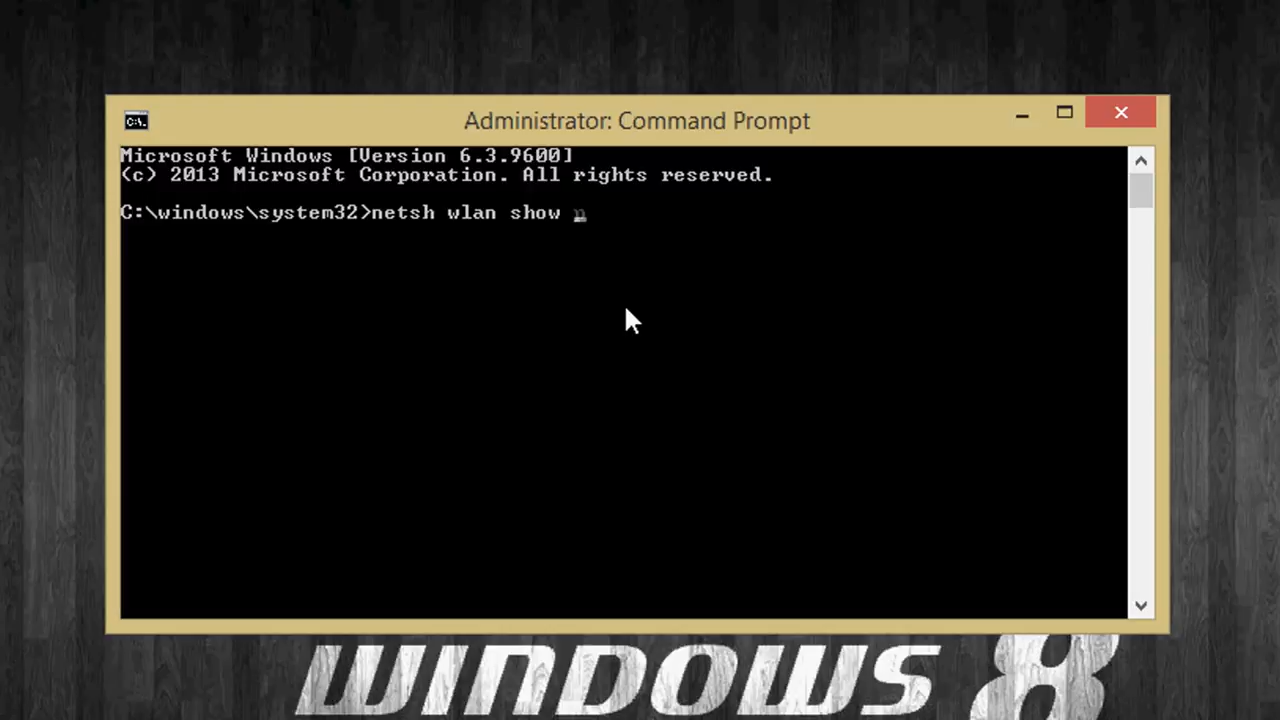 Administrator: Command Prompt
Microsoft Windows [Version 6.3.9600]
(c) 2013 Microsoft Corporation. All rights reserved.
C:\windows\system32>netsh wlan show
WINDOWS 8